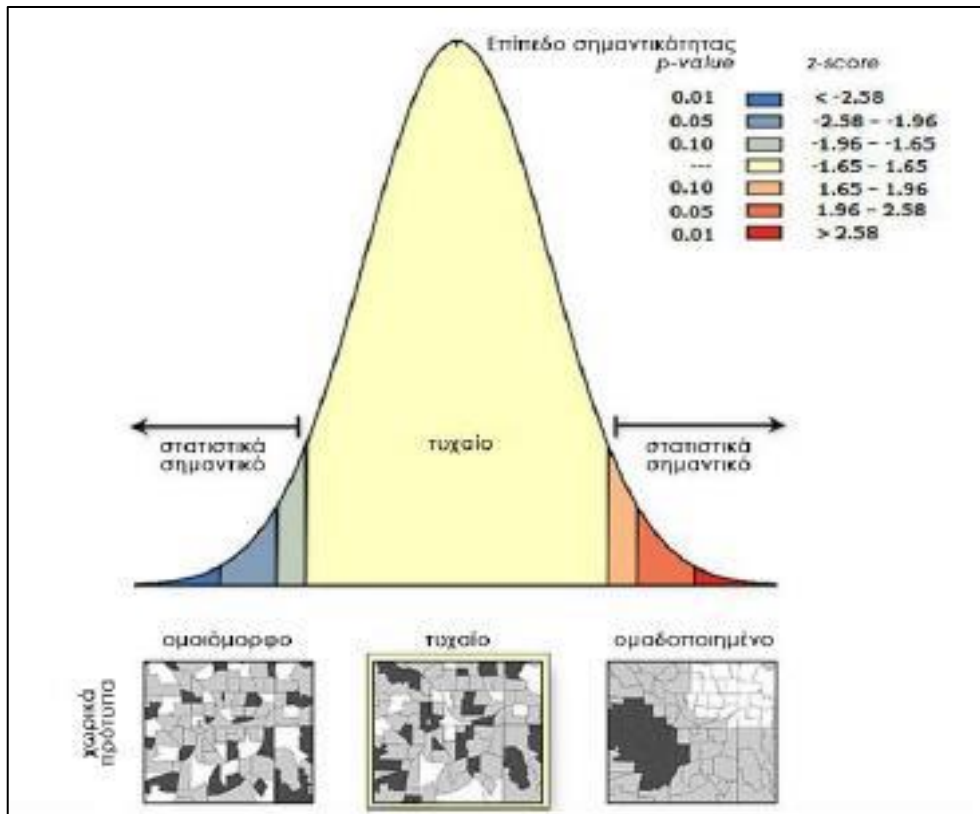 Επίπεδο σημαντικότητας
p-value z-score
0.01 < -2.58
0.05 -2.58 – -1.96
0.10 -1.96 – -1.65
--- -1.65 – 1.65
0.10 1.65 – 1.96
0.05 1.96 – 2.58
0.01 > 2.58
στατιστικά
σημαντικό
τυχαίο
στατιστικά
σημαντικό
ομοιόμορφο τυχαίο ομαδοποιημένο
χωρικά
πρότυπα